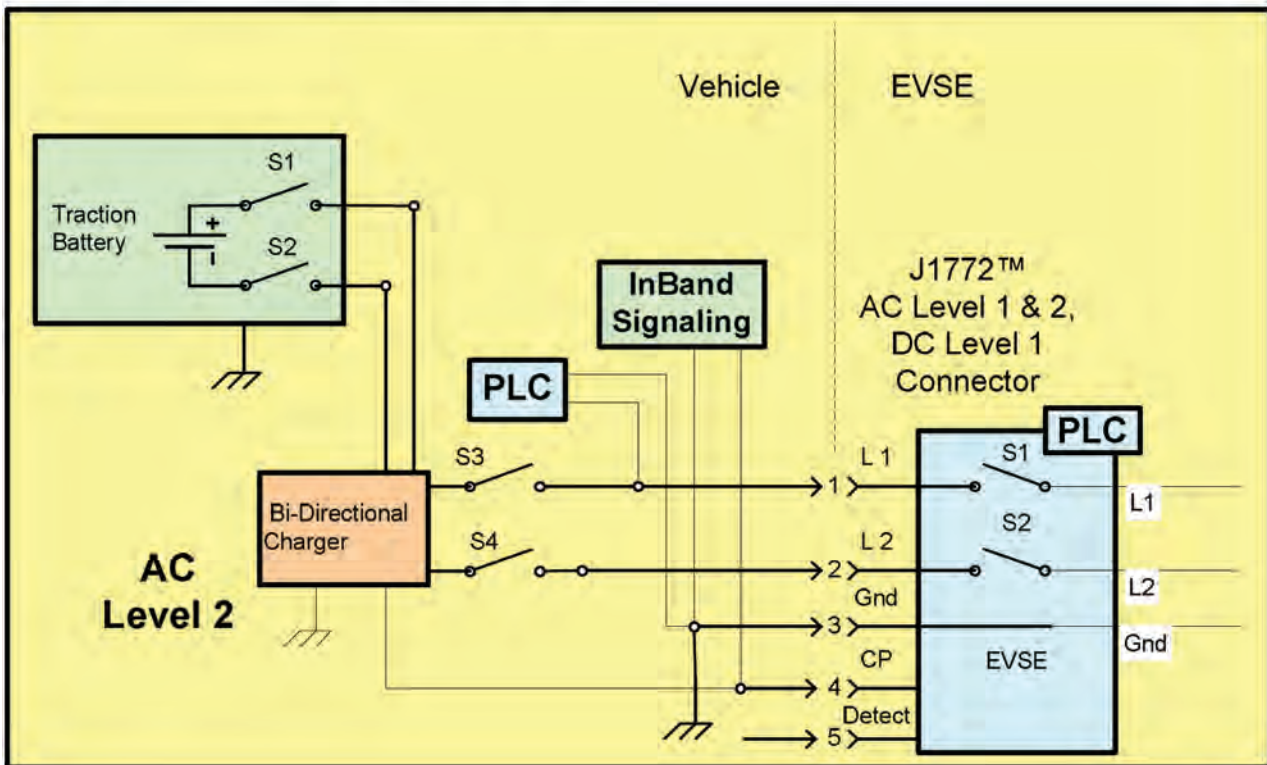 Vehicle
EVSE
S1
Traction
Battery
+
-
S2
InBand
Signaling
J1772™
AC Level 1 & 2,
DC Level 1
Connector
PLC
PLC
S3
L 1
S1
1
L1
Bi-Directional
Charger
S4
L 2
S2
2
L2
AC
Level 2
Gnd
3
Gnd
CP
EVSE
4
Detect
5